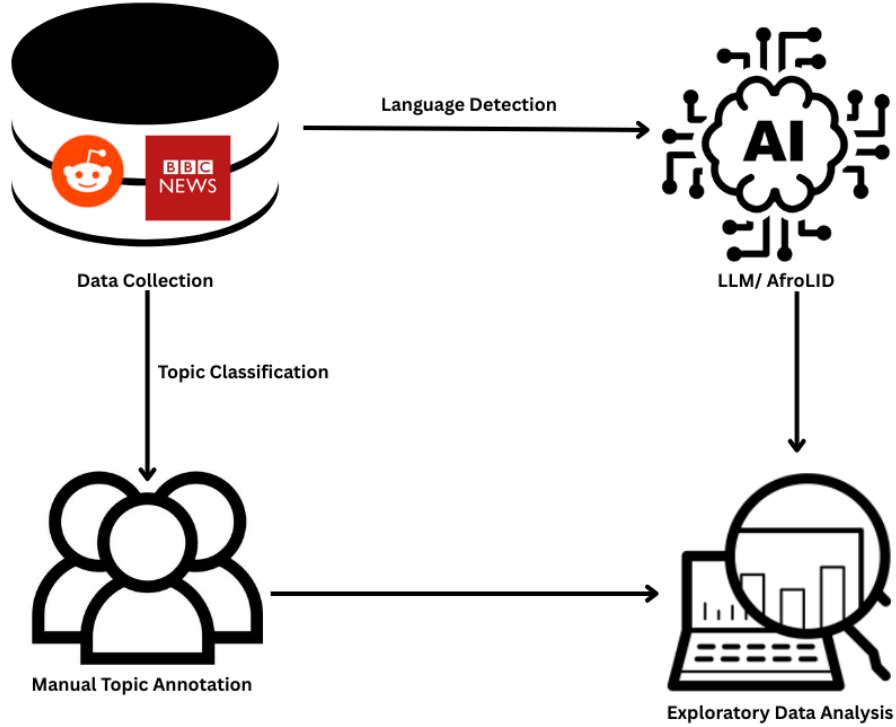 Language Detection
AI
BBC
NEWS
Data Collection
LLM/ AfroLID
Topic Classification
Manual Topic Annotation
Exploratory Data Analysis